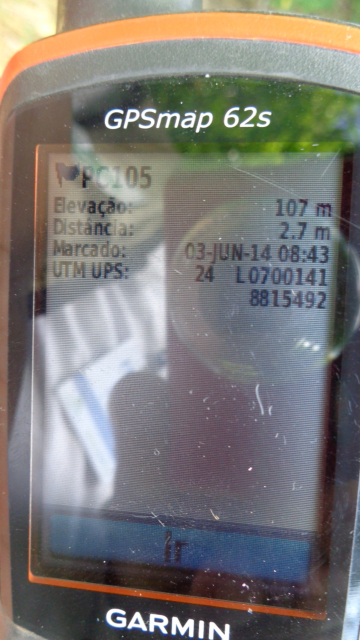 GPSmap 62s
PC105
Elevação: 107 m
Distância: 2.7 m
Marcado: 03-JUN-14 08:43
UTM UPS: 24 L0700141
8815492
Ir
GARMIN